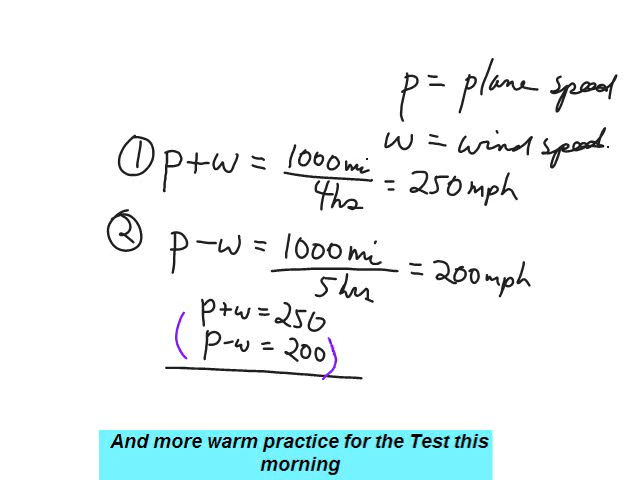 p = plane speed
w = wind speed.
① p+w = 1000mi / 4hrs = 250mph
② p-w = 1000mi / 5hrs = 200mph
p+w = 250
(p-w = 200)
And more warm practice for the Test this
morning